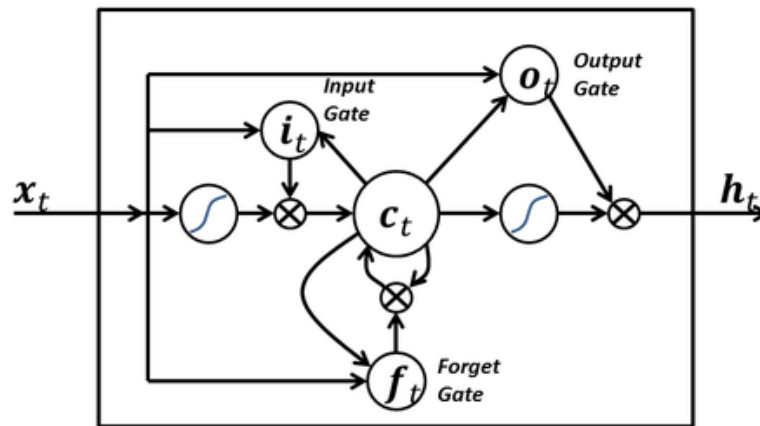 Input
Gate
Output
Gate
o_t
i_t
x_t
c_t
h_t
Forget
Gate
f_t